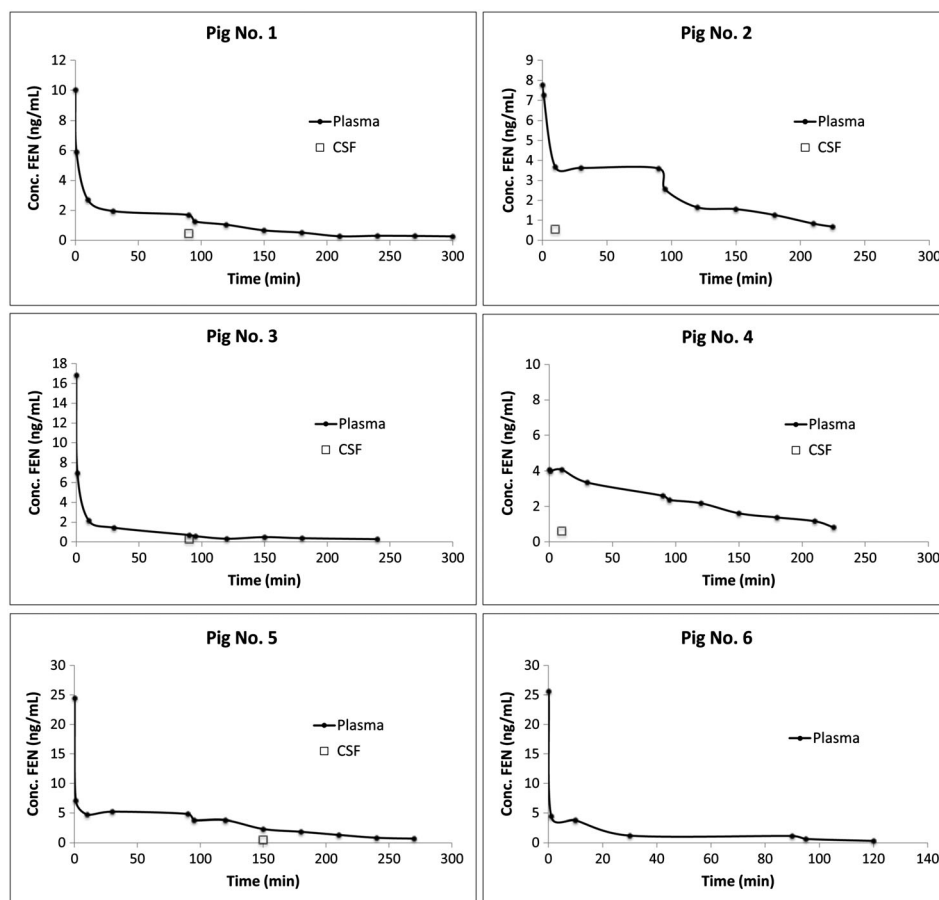 Pig No. 1
Conc. FEN (ng/mL)
12
10
8
6
4
2
0
Plasma
CSF
0 50 100 150 200 250 300
Time (min)
Pig No. 2
Conc. FEN (ng/mL)
9
8
7
6
5
4
3
2
1
0
Plasma
CSF
0 50 100 150 200 250 300
Time (min)
Pig No. 3
Conc. FEN (ng/mL)
18
16
14
12
10
8
6
4
2
0
Plasma
CSF
0 50 100 150 200 250 300
Time (min)
Pig No. 4
Conc. FEN (ng/mL)
10
8
6
4
2
0
Plasma
CSF
0 50 100 150 200 250 300
Time (min)
Pig No. 5
Conc. FEN (ng/mL)
30
25
20
15
10
5
0
Plasma
CSF
0 50 100 150 200 250 300
Time (min)
Pig No. 6
Conc. FEN (ng/mL)
30
25
20
15
10
5
0
Plasma
0 20 40 60 80 100 120 140
Time (min)